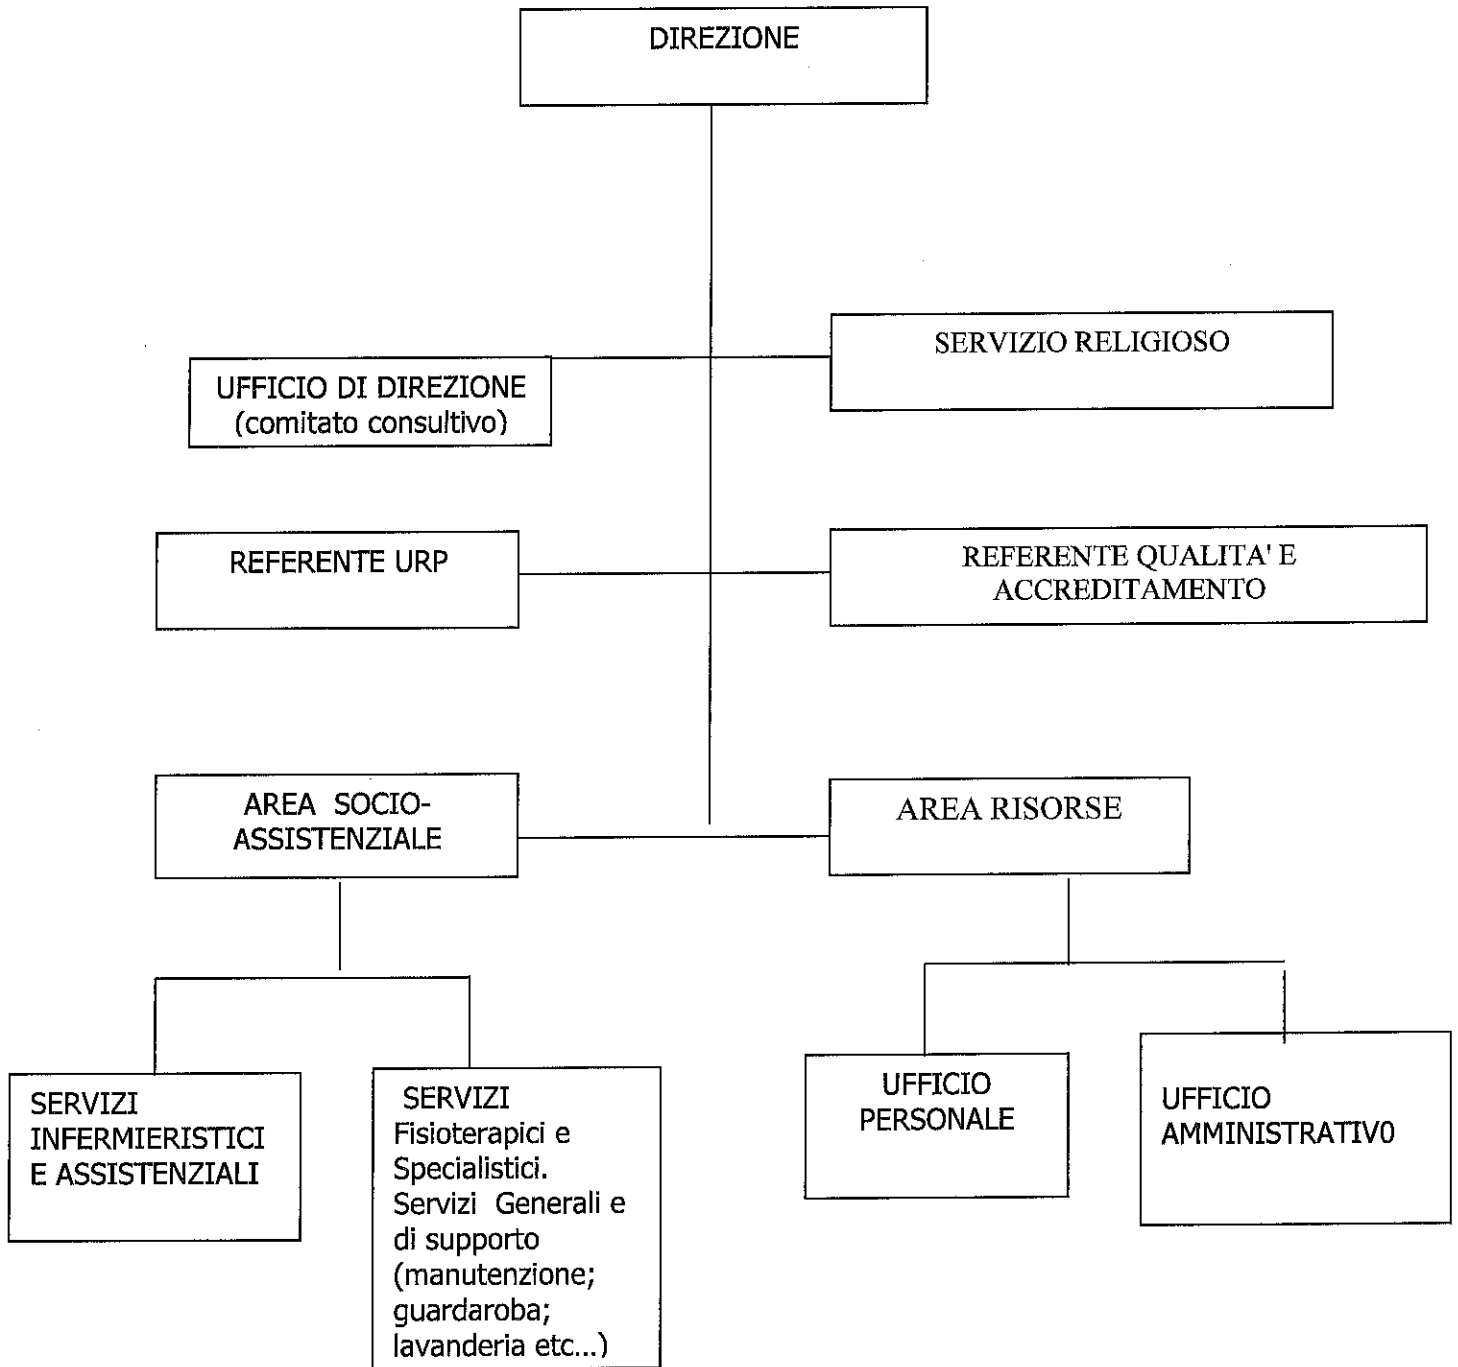 DIREZIONE
SERVIZIO RELIGIOSO
UFFICIO DI DIREZIONE
(comitato consultivo)
REFERENTE URP
REFERENTE QUALITA' E
ACCREDITAMENTO
AREA SOCIO-
ASSISTENZIALE
AREA RISORSE
SERVIZI
INFERMIERISTICI
E ASSISTENZIALI
SERVIZI
Fisioterapici e
Specialistici.
Servizi Generali e
di supporto
(manutenzione;
guardaroba;
lavanderia etc...)
UFFICIO
PERSONALE
UFFICIO
AMMINISTRATIVO